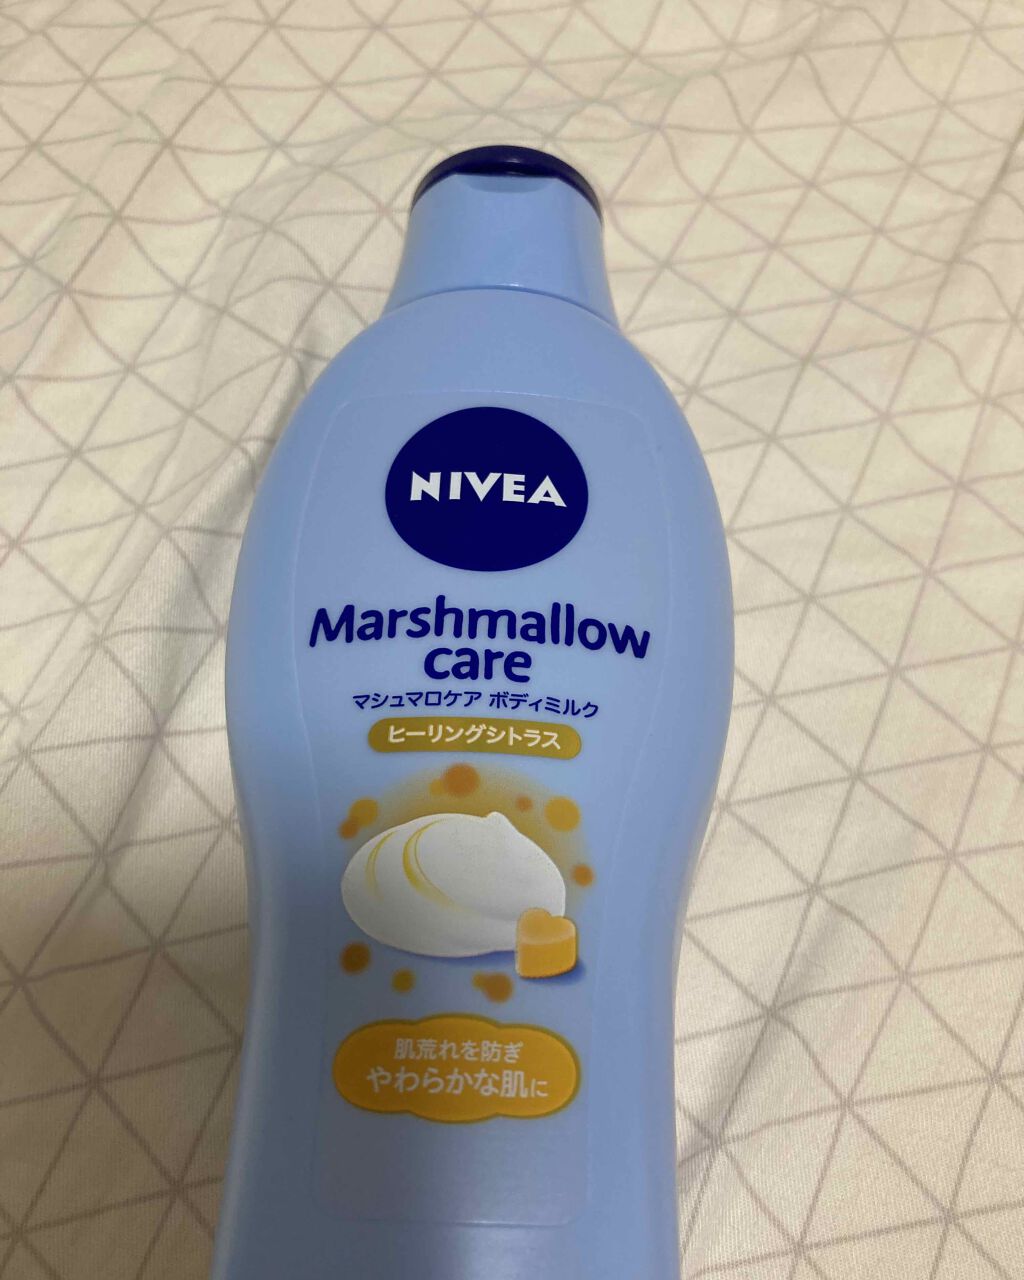 NIVEA
Marshmallow
care
マシュマロケア ボディミルク
ヒーリングシトラス
肌荒れを防ぎ
やわらかな肌に